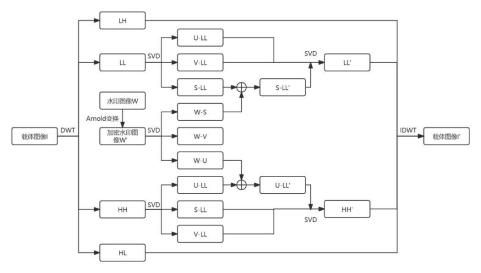 LH
U-LL
SVD
SVD
LL
V-LL
LL'
S-LL
S-LL'
水印图像W
W-S
Arnold变换
载体图像I
DWT
加密水印图
像W'
SVD
W-V
IDWT
载体图像I'
W-U
U-LL
U-LL'
HH
SVD
S-LL
HH'
SVD
V-LL
HL